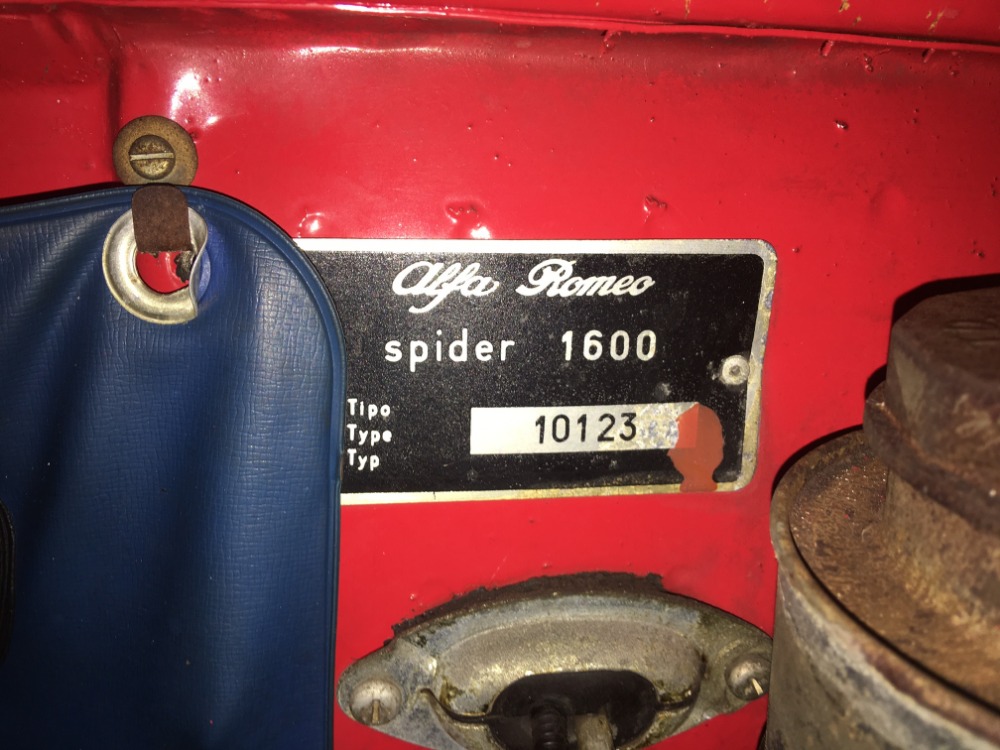 Alfa Romeo
spider 1600
Tipo
Type
Typ
10123